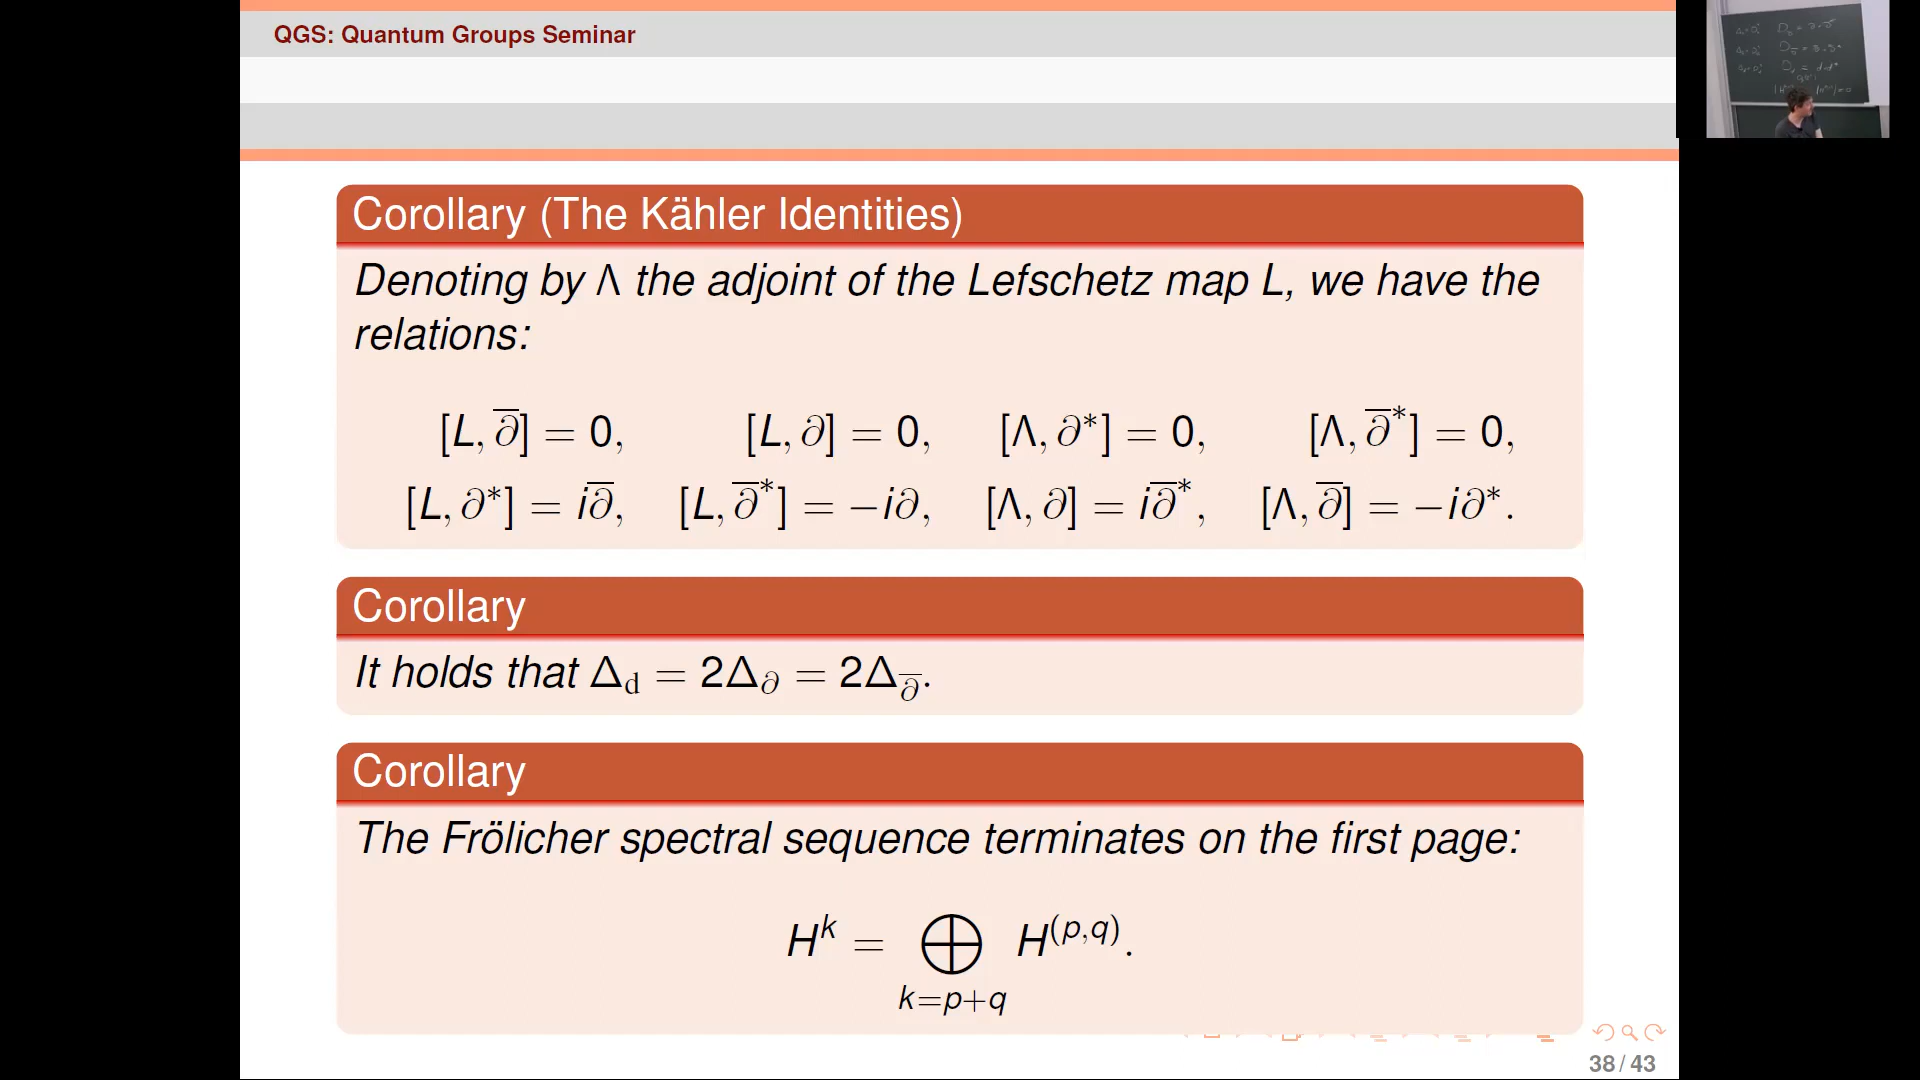 QGS: Quantum Groups Seminar
Corollary (The Kähler Identities)
Denoting by Λ the adjoint of the Lefschetz map L, we have the
relations:
[L, ∂̅] = 0, [L, ∂] = 0, [Λ, ∂*] = 0, [Λ, ∂̅*] = 0,
[L, ∂*] = i∂̅, [L, ∂̅*] = −i∂, [Λ, ∂] = i∂̅*, [Λ, ∂̅] = −i∂*.
Corollary
It holds that Δ_d = 2Δ_∂ = 2Δ_∂̅.
Corollary
The Frölicher spectral sequence terminates on the first page:
H^k = ⊕ H^(p,q).
k=p+q
38 / 43